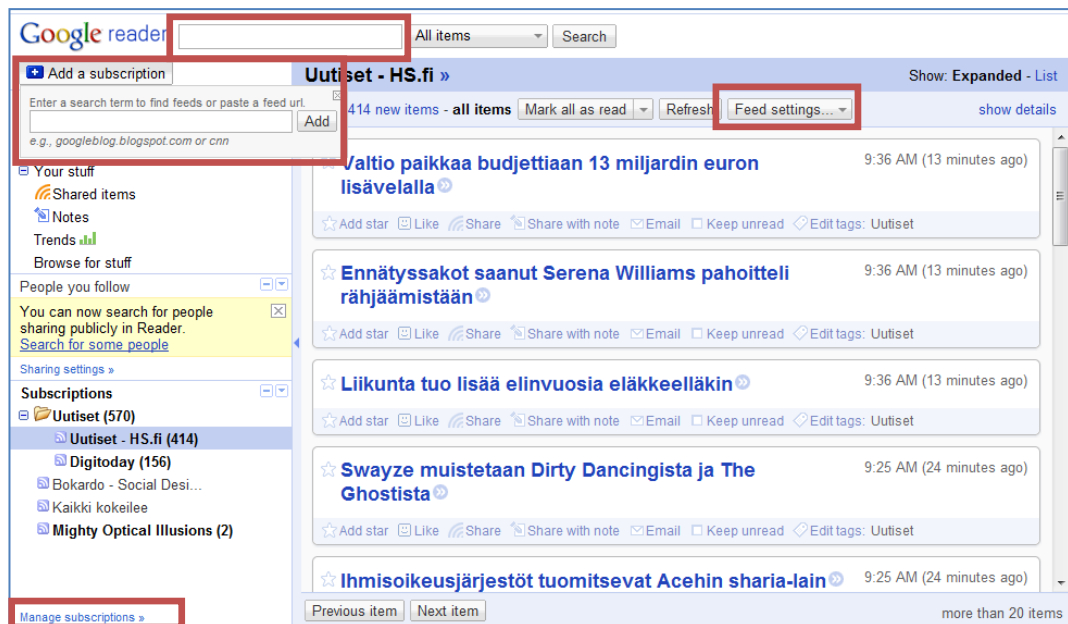 Google reader
All items
Search
Add a subscription
Enter a search term to find feeds or paste a feed url.
Add
e.g., googleblog.blogspot.com or cnn
Your stuff
Shared items
Notes
Trends
Browse for stuff
People you follow
You can now search for people
sharing publicly in Reader.
Search for some people
Sharing settings »
Subscriptions
Uutiset (570)
Uutiset - HS.fi (414)
Digitoday (156)
Bokardo - Social Desi...
Kaikki kokeilee
Mighty Optical Illusions (2)
Manage subscriptions »
Uutiset - HS.fi »
Show: Expanded - List
414 new items - all items Mark all as read Refresh Feed settings... show details
Valtio paikkaa budjettiaan 13 miljardin euron
lisävelalla
9:36 AM (13 minutes ago)
Add star Like Share Share with note Email Keep unread Edit tags: Uutiset
Ennätyssakot saanut Serena Williams pahoitteli
rähjäämistään
9:36 AM (13 minutes ago)
Add star Like Share Share with note Email Keep unread Edit tags: Uutiset
Liikunta tuo lisää elinvuosia eläkkeelläkin
9:36 AM (13 minutes ago)
Add star Like Share Share with note Email Keep unread Edit tags: Uutiset
Swayze muistetaan Dirty Dancingista ja The
Ghostista
9:25 AM (24 minutes ago)
Add star Like Share Share with note Email Keep unread Edit tags: Uutiset
Ihmisoikeusjärjestöt tuomitsevat Acehin sharia-lain
9:25 AM (24 minutes ago)
Previous item Next item
more than 20 items